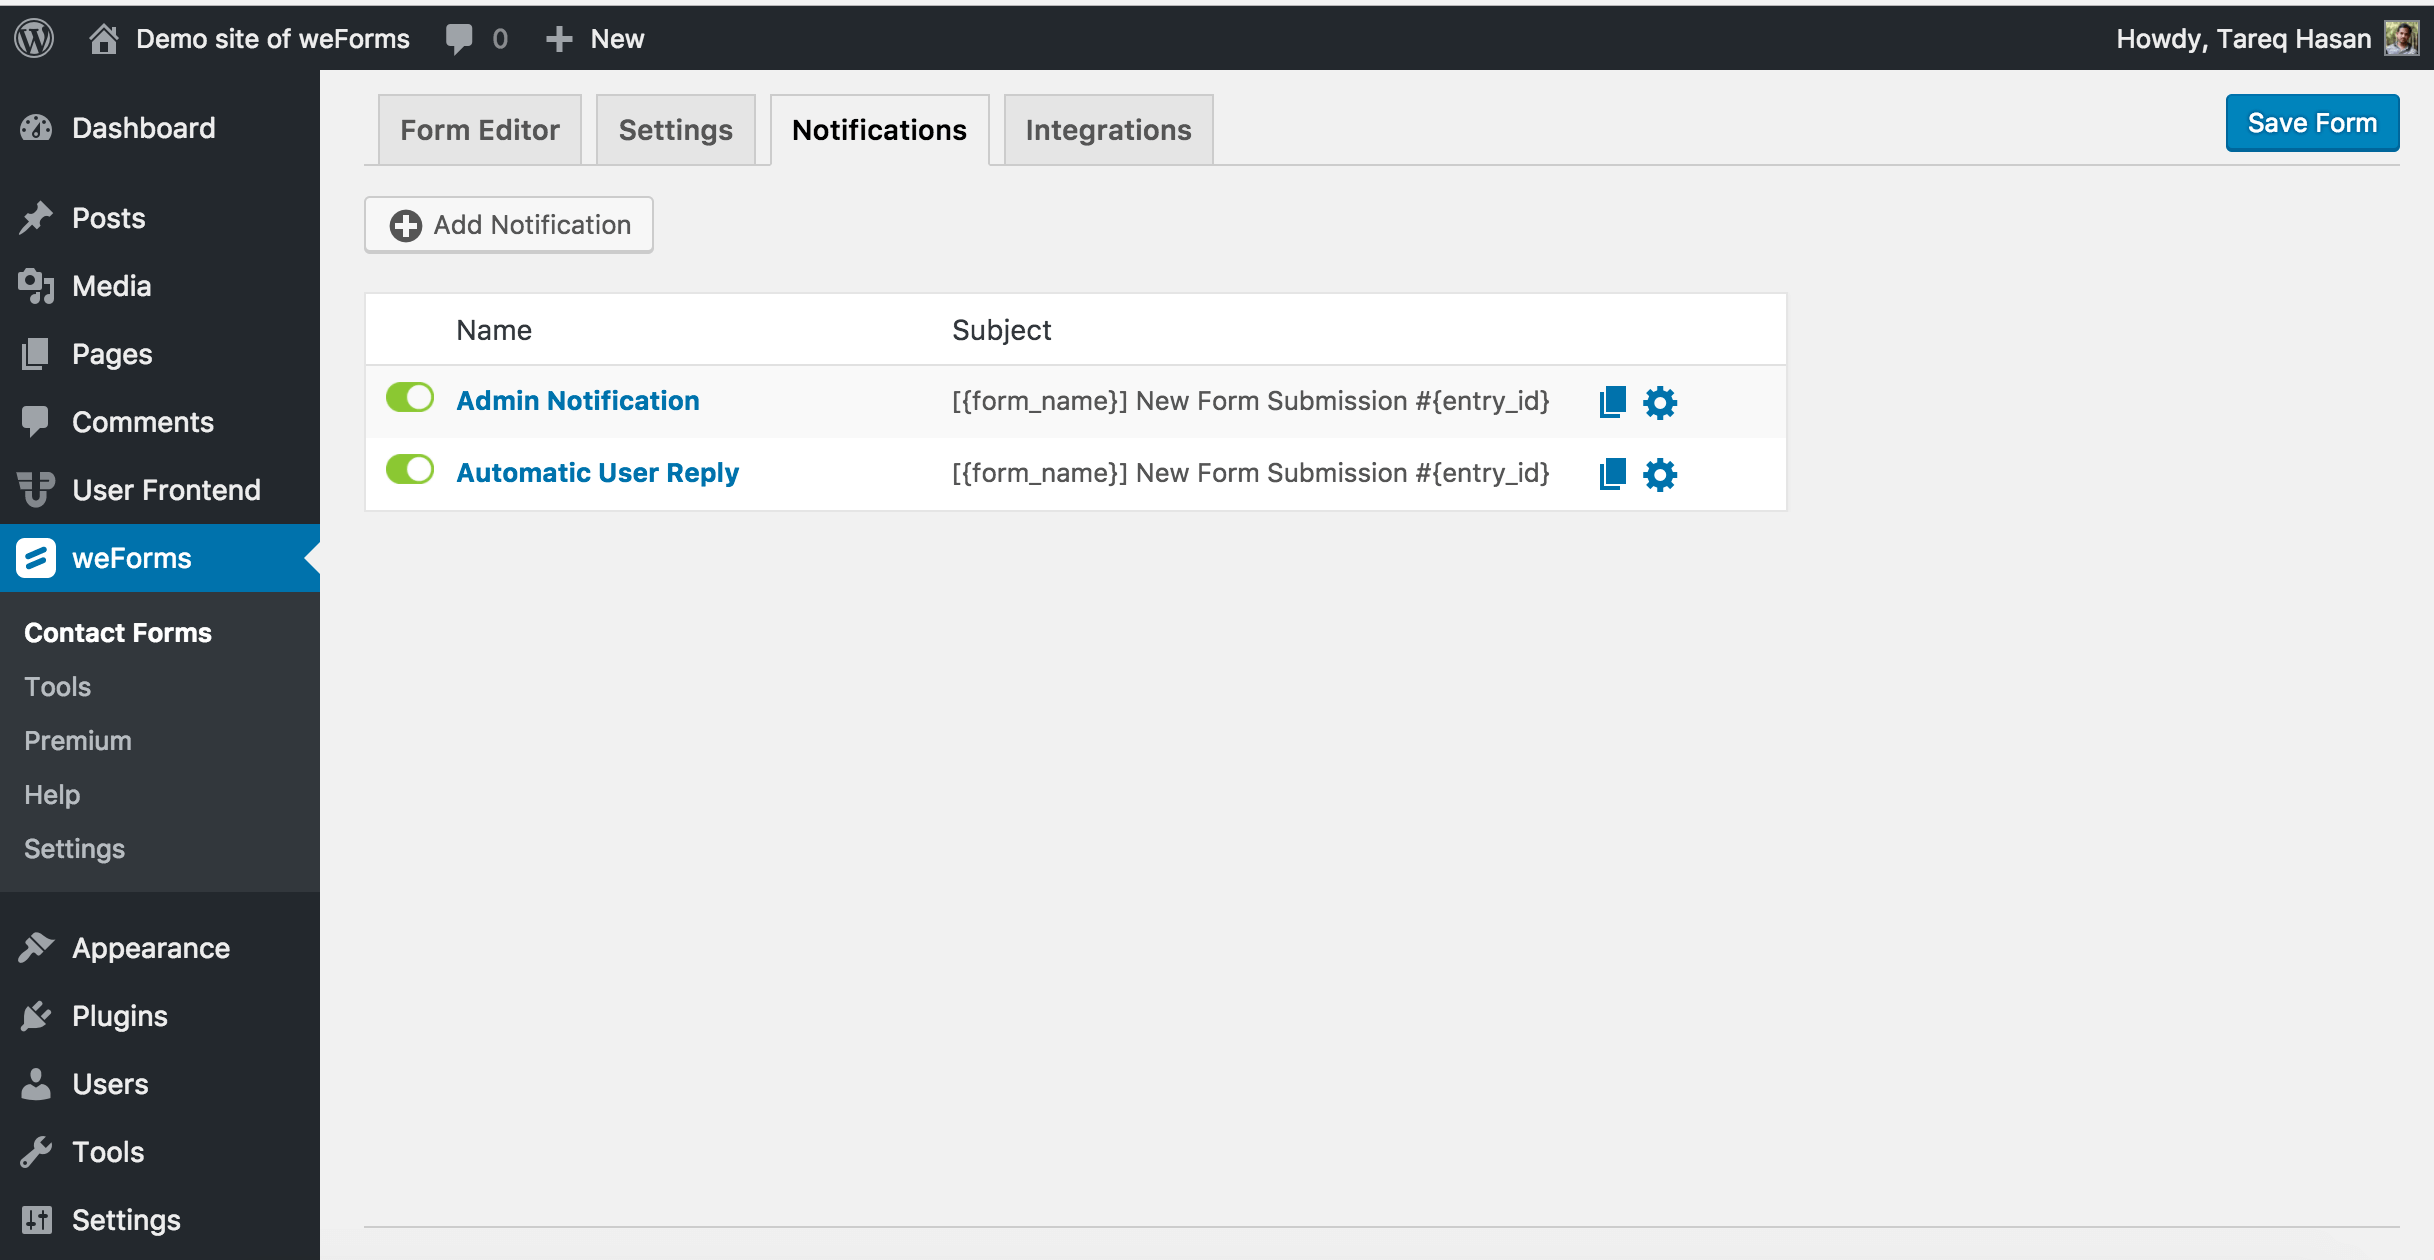 Demo site of weForms 0 New Howdy, Tareq Hasan
Dashboard
Posts
Media
Pages
Comments
User Frontend
weForms
Contact Forms
Tools
Premium
Help
Settings
Appearance
Plugins
Users
Tools
Settings
Form Editor Settings Notifications Integrations Save Form
Add Notification
Name Subject
Admin Notification [{form_name}] New Form Submission #{entry_id}
Automatic User Reply [{form_name}] New Form Submission #{entry_id}